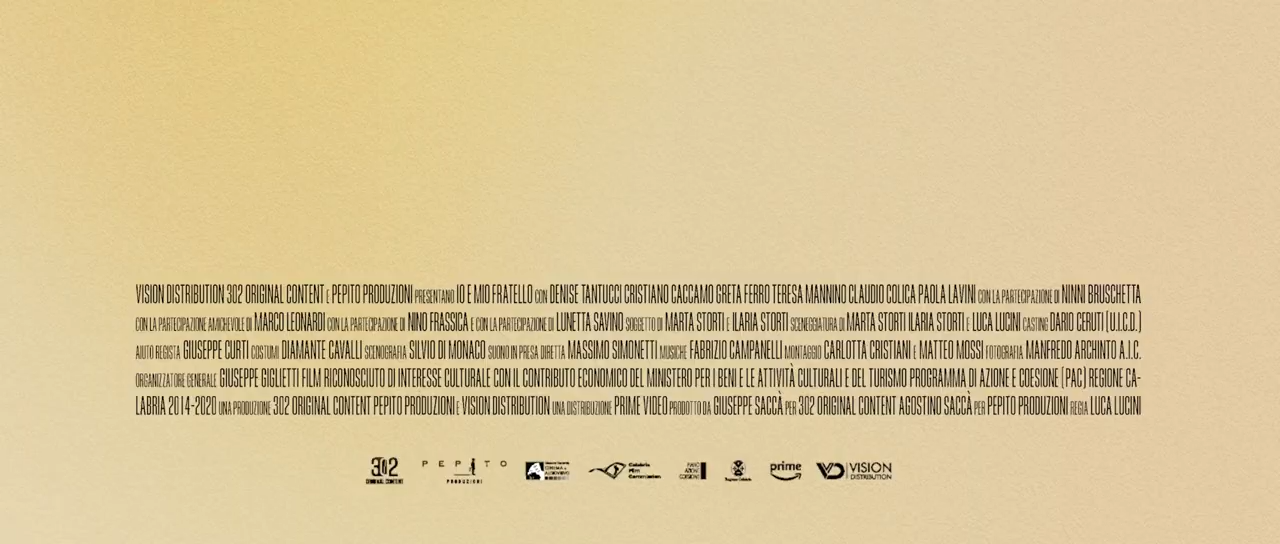 VISION DISTRIBUTION 302 ORIGINAL CONTENT E PEPITO PRODUZIONI PRESENTANO IO E MIO FRATELLO CON DENISE TANTUCCI CRISTIANO CACCAMO GRETA FERRO TERESA MANNINO CLAUDIO COLICA PAOLA LAVINI CON LA PARTECIPAZIONE DI NINNI BRUSCHETTA
CON LA PARTECIPAZIONE AMICHEVOLE DI MARCO LEONARDI CON LA PARTECIPAZIONE DI NINO FRASSICA E CON LA PARTECIPAZIONE DI LUNETTA SAVINO SOGGETTO DI MARTA STORTI E ILARIA STORTI SCENEGGIATURA DI MARTA STORTI ILARIA STORTI E LUCA LUCINI CASTING DARIO CERUTI (U.I.C.D.)
AIUTO REGISTA GIUSEPPE CURTI COSTUMI DIAMANTE CAVALLI SCENOGRAFIA SILVIO DI MONACO SUONO IN PRESA DIRETTA MASSIMO SIMONETTI MUSICHE FABRIZIO CAMPANELLI MONTAGGIO CARLOTTA CRISTIANI E MATTEO MOSSI FOTOGRAFIA MANFREDO ARCHINTO A.I.C.
ORGANIZZATORE GENERALE GIUSEPPE GIGLIETTI FILM RICONOSCIUTO DI INTERESSE CULTURALE CON IL CONTRIBUTO ECONOMICO DEL MINISTERO PER I BENI E LE ATTIVITÀ CULTURALI E DEL TURISMO PROGRAMMA DI AZIONE E COESIONE (PAC) REGIONE CA-
LABRIA 2014-2020 UNA PRODUZIONE 302 ORIGINAL CONTENT PEPITO PRODUZIONI E VISION DISTRIBUTION UNA DISTRIBUZIONE PRIME VIDEO PRODOTTO DA GIUSEPPE SACCÀ PER 302 ORIGINAL CONTENT AGOSTINO SACCÀ PER PEPITO PRODUZIONI REGIA LUCA LUCINI
302 ORIGINAL CONTENT
PEPITO PRODUZIONI
Calabria Film Commission
prime
VD VISION DISTRIBUTION